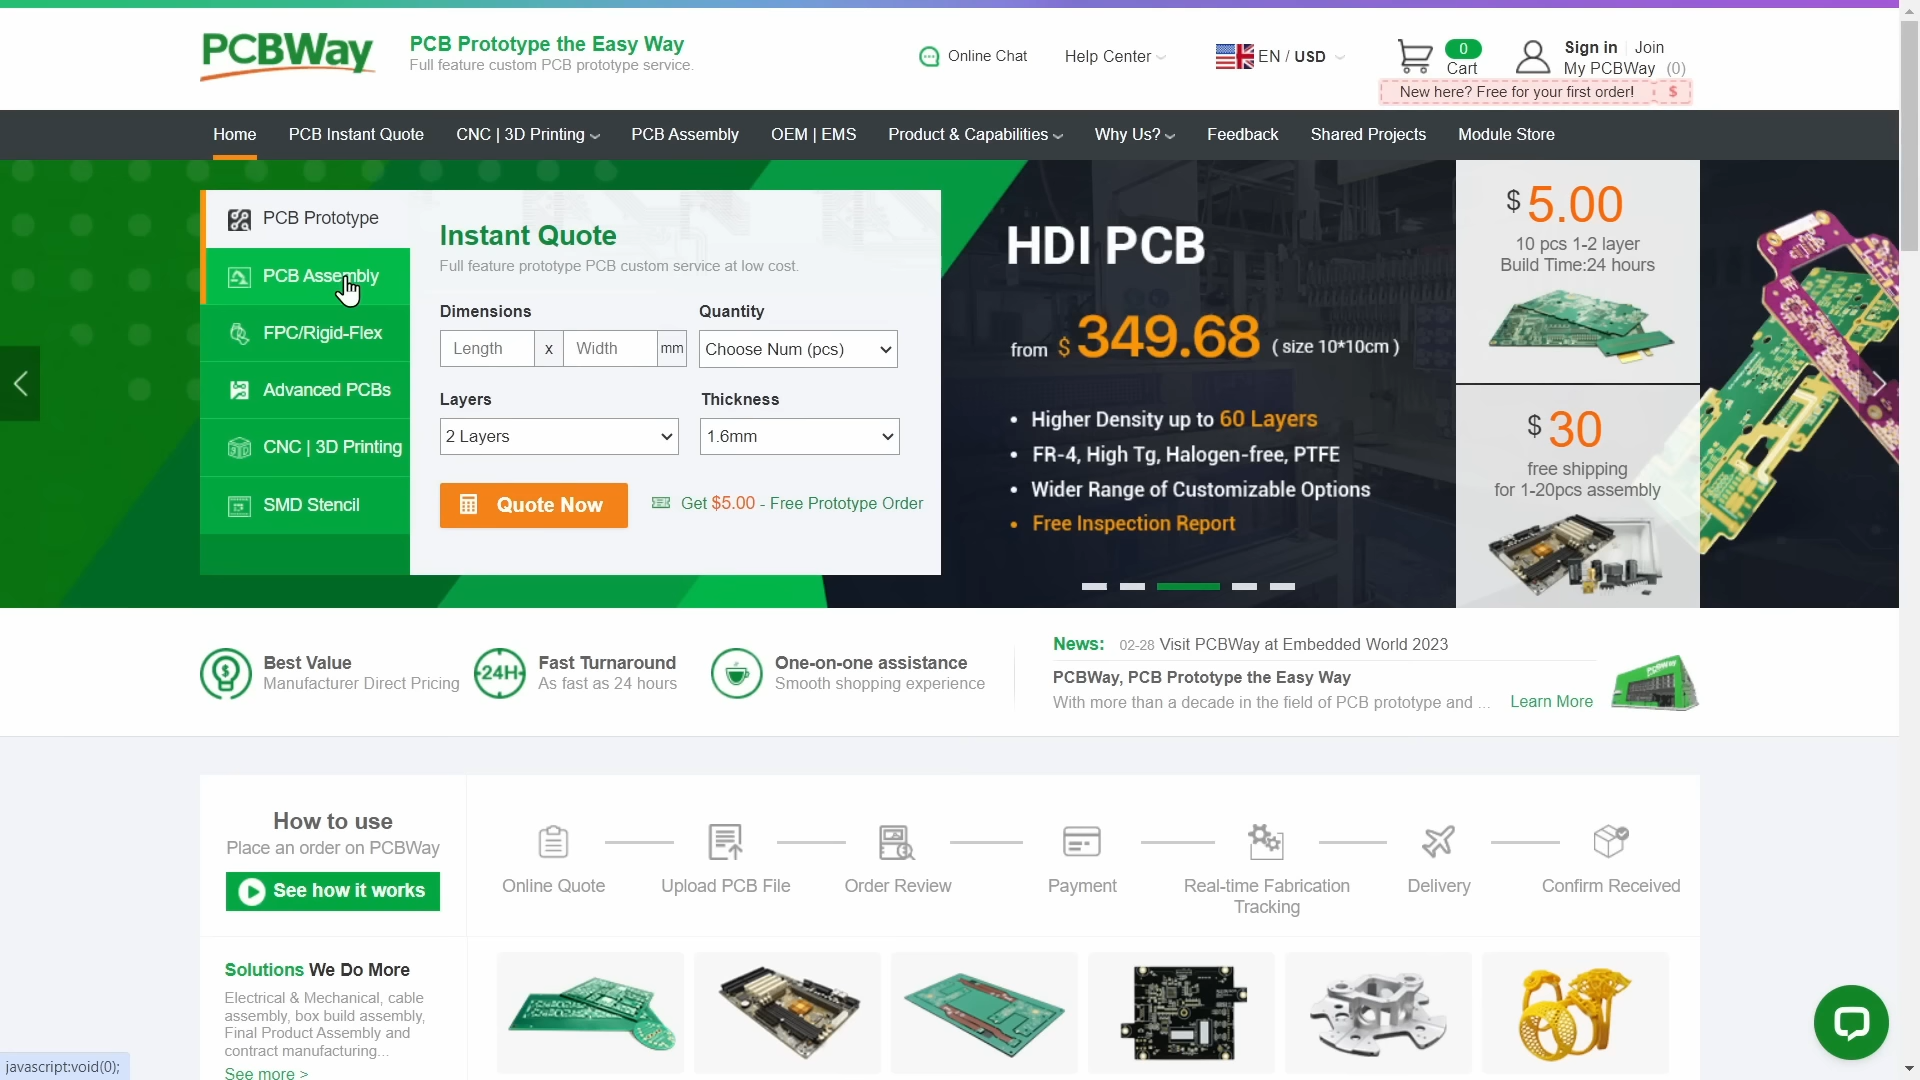 PCBWay
PCB Prototype the Easy Way
Full feature custom PCB prototype service.
Online Chat
Help Center
EN / USD
0
Cart
Sign in
Join
My PCBWay (0)
New here? Free for your first order!
$
Home
PCB Instant Quote
CNC | 3D Printing
PCB Assembly
OEM | EMS
Product & Capabilities
Why Us?
Feedback
Shared Projects
Module Store
PCB Prototype
PCB Assembly
FPC/Rigid-Flex
Advanced PCBs
CNC | 3D Printing
SMD Stencil
Instant Quote
Full feature prototype PCB custom service at low cost.
Dimensions
Quantity
Length x Width mm
Choose Num (pcs)
Layers
Thickness
2 Layers
1.6mm
Quote Now
Get $5.00 - Free Prototype Order
HDI PCB
from $349.68 ( size 10*10cm )
• Higher Density up to 60 Layers
• FR-4, High Tg, Halogen-free, PTFE
• Wider Range of Customizable Options
• Free Inspection Report
$ 5.00
10 pcs 1-2 layer
Build Time:24 hours
$ 30
free shipping
for 1-20pcs assembly
Best Value
Manufacturer Direct Pricing
24H
Fast Turnaround
As fast as 24 hours
One-on-one assistance
Smooth shopping experience
News: 02-28 Visit PCBWay at Embedded World 2023
PCBWay, PCB Prototype the Easy Way
With more than a decade in the field of PCB prototype and ...
Learn More
PCBWay
How to use
Place an order on PCBWay
See how it works
Online Quote
Upload PCB File
Order Review
Payment
Real-time Fabrication
Tracking
Delivery
Confirm Received
Solutions We Do More
Electrical & Mechanical, cable
assembly, box build assembly,
Final Product Assembly and
contract manufacturing...
See more >
javascript:void(0);